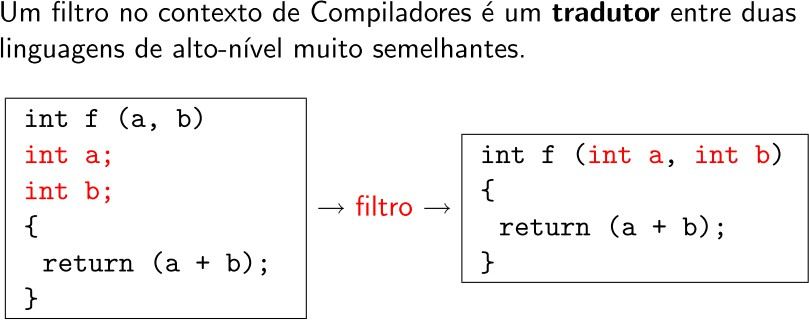 Um filtro no contexto de Compiladores é um tradutor entre duas
linguagens de alto-nível muito semelhantes.
int f (a, b)
int a;
int b;
{
return (a + b);
}
→ filtro →
int f (int a, int b)
{
return (a + b);
}